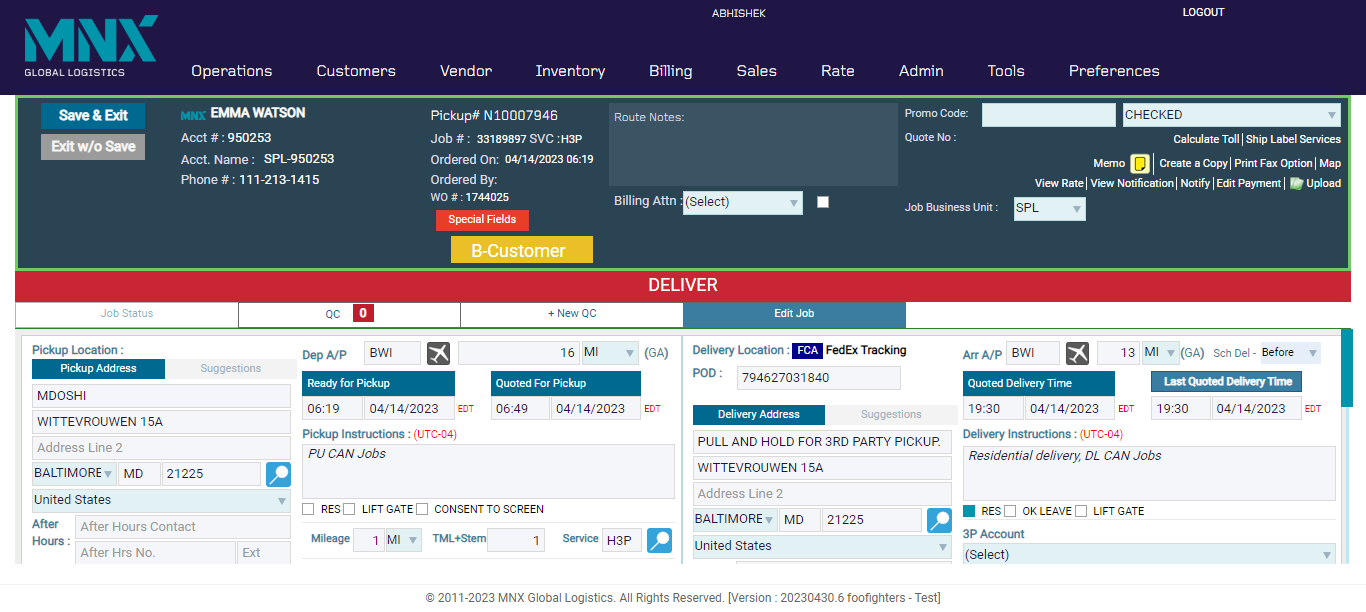 MNX
GLOBAL LOGISTICS
ABHISHEK
LOGOUT
Operations Customers Vendor Inventory Billing Sales Rate Admin Tools Preferences
Save & Exit
Exit w/o Save
MNX EMMA WATSON
Acct # : 950253
Acct. Name : SPL-950253
Phone # : 111-213-1415
Pickup# N10007946
Job # : 33189897 SVC :H3P
Ordered On: 04/14/2023 06:19
Ordered By:
WO # : 1744025
Special Fields
B-Customer
Route Notes:
Billing Attn : (Select)
Promo Code:
CHECKED
Quote No :
Calculate Toll | Ship Label Services
Memo | Create a Copy | Print Fax Option | Map
View Rate | View Notification | Notify | Edit Payment | Upload
Job Business Unit : SPL
DELIVER
Job Status QC 0 + New QC Edit Job
Pickup Location :
Pickup Address Suggestions
MDOSHI
WITTEVROUWEN 15A
Address Line 2
BALTIMORE MD 21225
United States
After Hours : After Hours Contact
After Hrs No. Ext
Dep A/P BWI 16 MI (GA)
Ready for Pickup Quoted For Pickup
06:19 04/14/2023 EDT 06:49 04/14/2023 EDT
Pickup Instructions : (UTC-04)
PU CAN Jobs
RES LIFT GATE CONSENT TO SCREEN
Mileage 1 MI TML+Stem 1 Service H3P
Delivery Location : FCA FedEx Tracking
POD : 794627031840
Delivery Address Suggestions
PULL AND HOLD FOR 3RD PARTY PICKUP.
WITTEVROUWEN 15A
Address Line 2
BALTIMORE MD 21225
United States
Arr A/P BWI 13 MI (GA) Sch Del - Before
Quoted Delivery Time Last Quoted Delivery Time
19:30 04/14/2023 EDT 19:30 04/14/2023 EDT
Delivery Instructions : (UTC-04)
Residential delivery, DL CAN Jobs
RES OK LEAVE LIFT GATE
3P Account
(Select)
© 2011-2023 MNX Global Logistics. All Rights Reserved. [Version : 20230430.6 foofighters - Test]